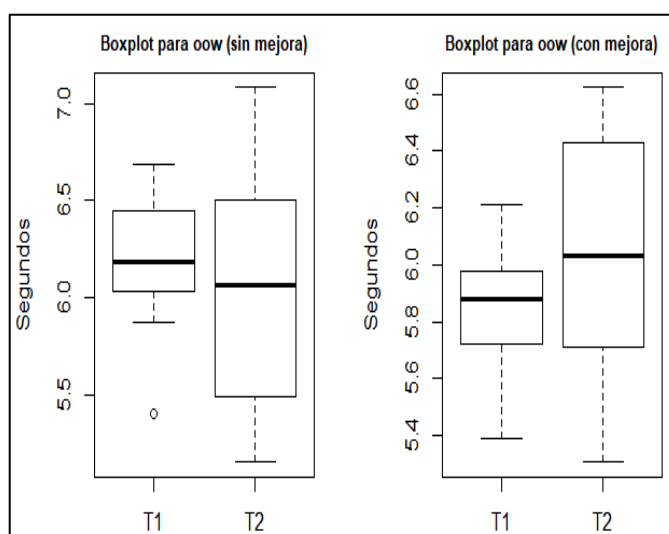 Boxplot para oow (sin mejora)
Segundos
7.0
6.5
6.0
5.5
T1 T2
Boxplot para oow (con mejora)
Segundos
6.6
6.4
6.2
6.0
5.8
5.6
5.4
T1 T2